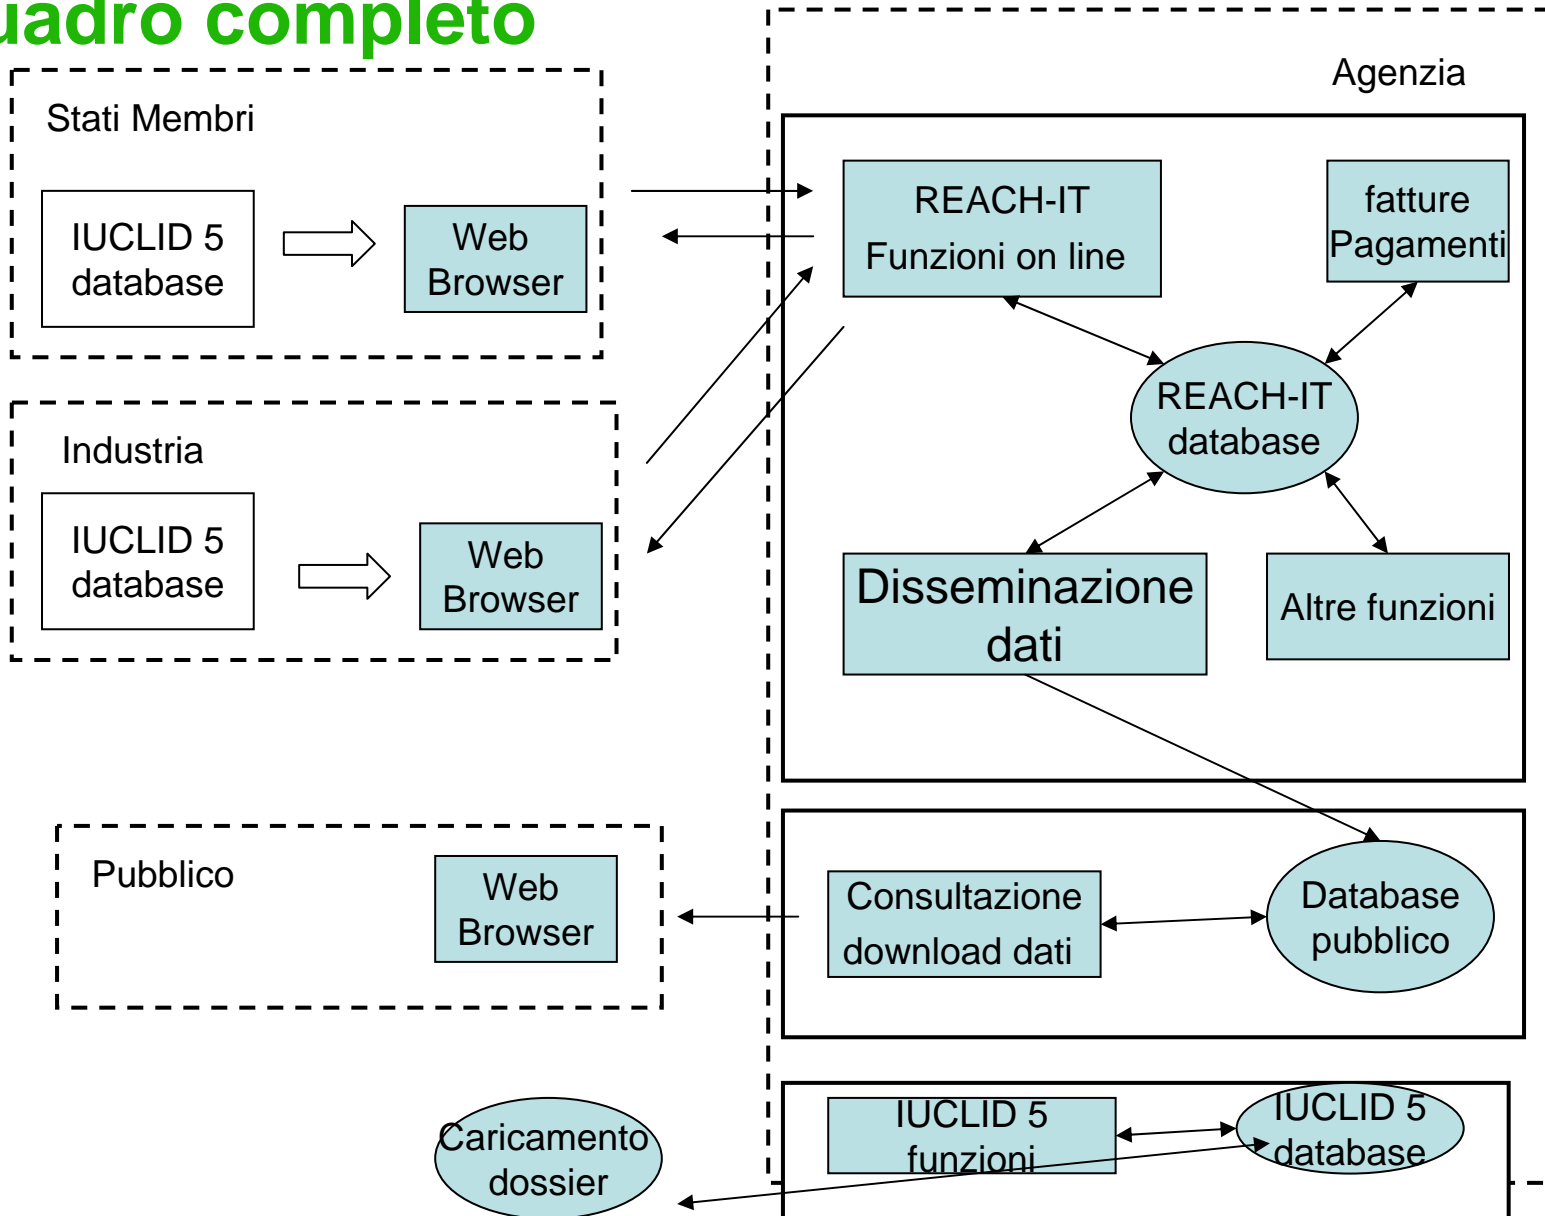 uadro completo
Agenzia
Stati Membri
IUCLID 5
database
Web
Browser
REACH-IT
Funzioni on line
fatture
Pagamenti
REACH-IT
database
Industria
IUCLID 5
database
Web
Browser
Disseminazione
dati
Altre funzioni
Pubblico
Web
Browser
Consultazione
download dati
Database
pubblico
Caricamento
dossier
IUCLID 5
funzioni
IUCLID 5
database